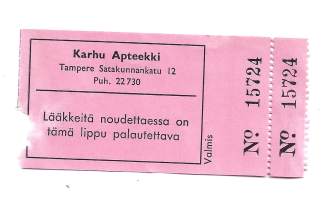 Karhu Apteekki
Tampere Satakunnankatu 12
Puh. 22 730
Lääkkeitä noudettaessa on
tämä lippu palautettava
Valmis
Nº 15724
Nº 15724